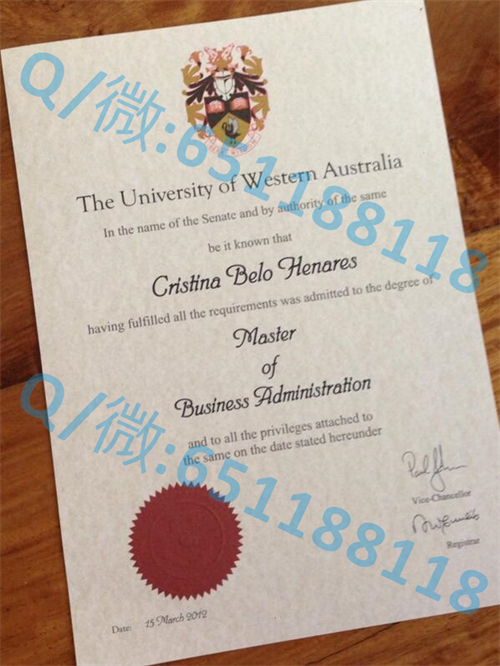 Q/微:651188118
The University of Western Australia
In the name of the Senate and by authority of the same
be it known that
Cristina Belo Henares
having fulfilled all the requirements was admitted to the degree of
Master
of
Business Administration
and to all the privileges attached to
the same on the date stated hereunder
Q/微:651188118
Vice-Chancellor
Registrar
Date: 15 March 2012